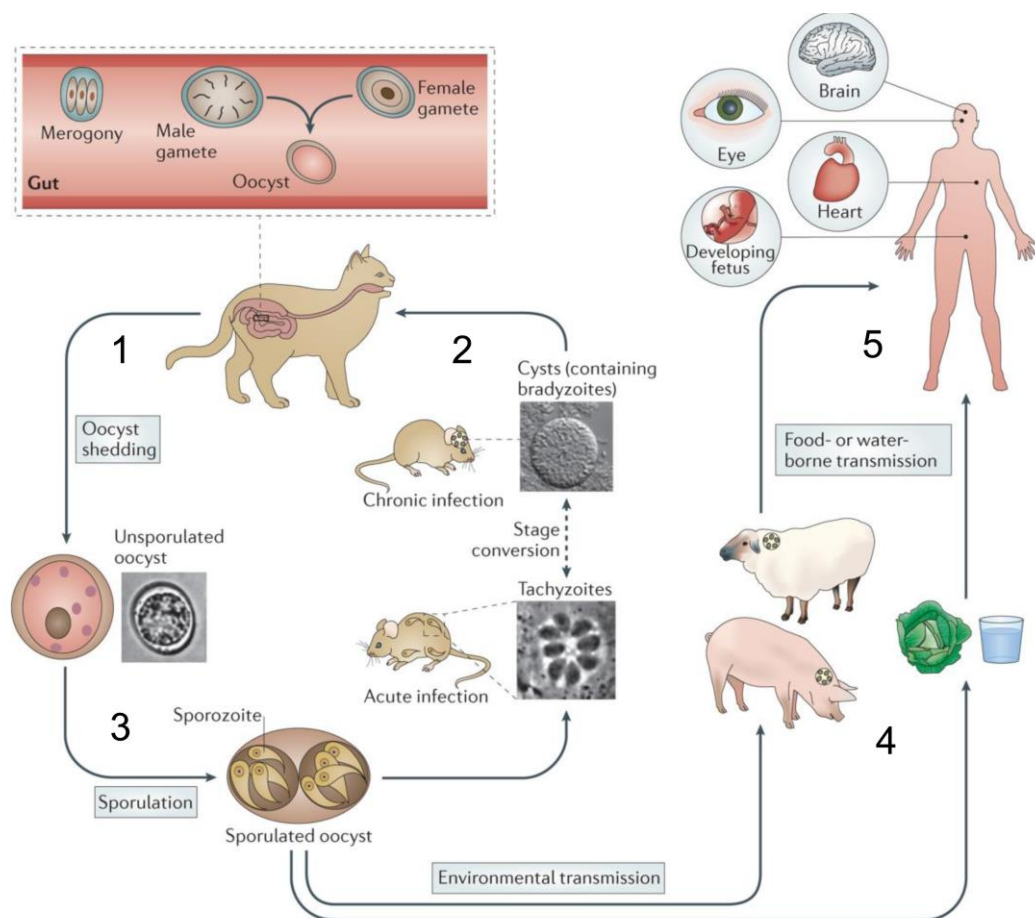 Merogony
Male
gamete
Female
gamete
Oocyst
Gut
Brain
Eye
Heart
Developing
fetus
1
2
5
Cysts (containing
bradyzoites)
Oocyst
shedding
Food- or water-
borne transmission
Chronic infection
Unsporulated
oocyst
Stage
conversion
Tachyzoites
Acute infection
3
Sporozoite
4
Sporulation
Sporulated oocyst
Environmental transmission